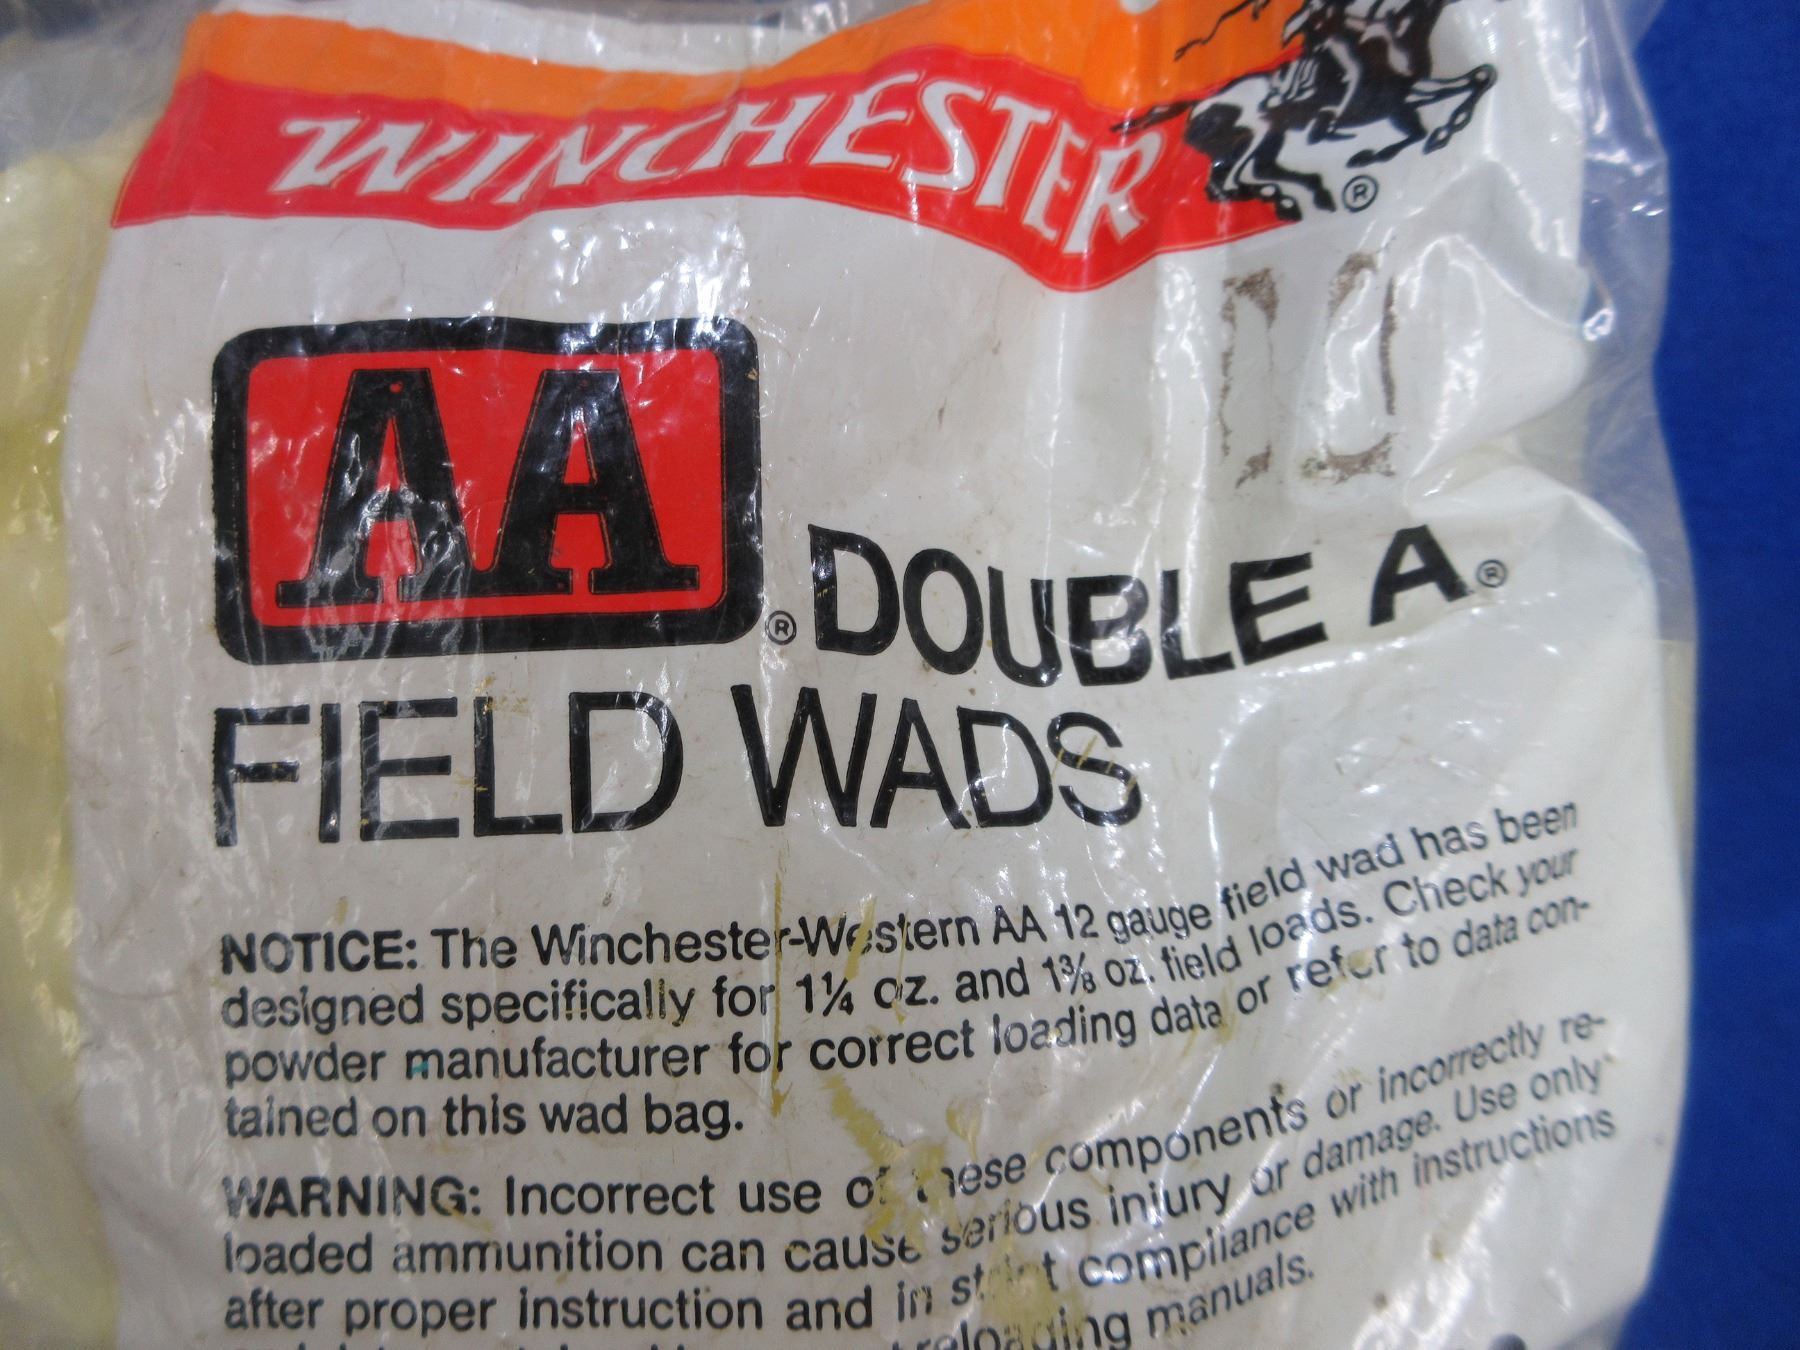 WINCHESTER
®
AA
® DOUBLE A®
FIELD WADS
NOTICE: The Winchester-Western AA 12 gauge field wad has been
designed specifically for 1¼ oz. and 1⅜ oz. field loads. Check your
powder manufacturer for correct loading data or refer to data con-
tained on this wad bag.
WARNING: Incorrect use of these components or incorrectly re-
loaded ammunition can cause serious injury or damage. Use only
after proper instruction and in strict compliance with instructions
reloading manuals.